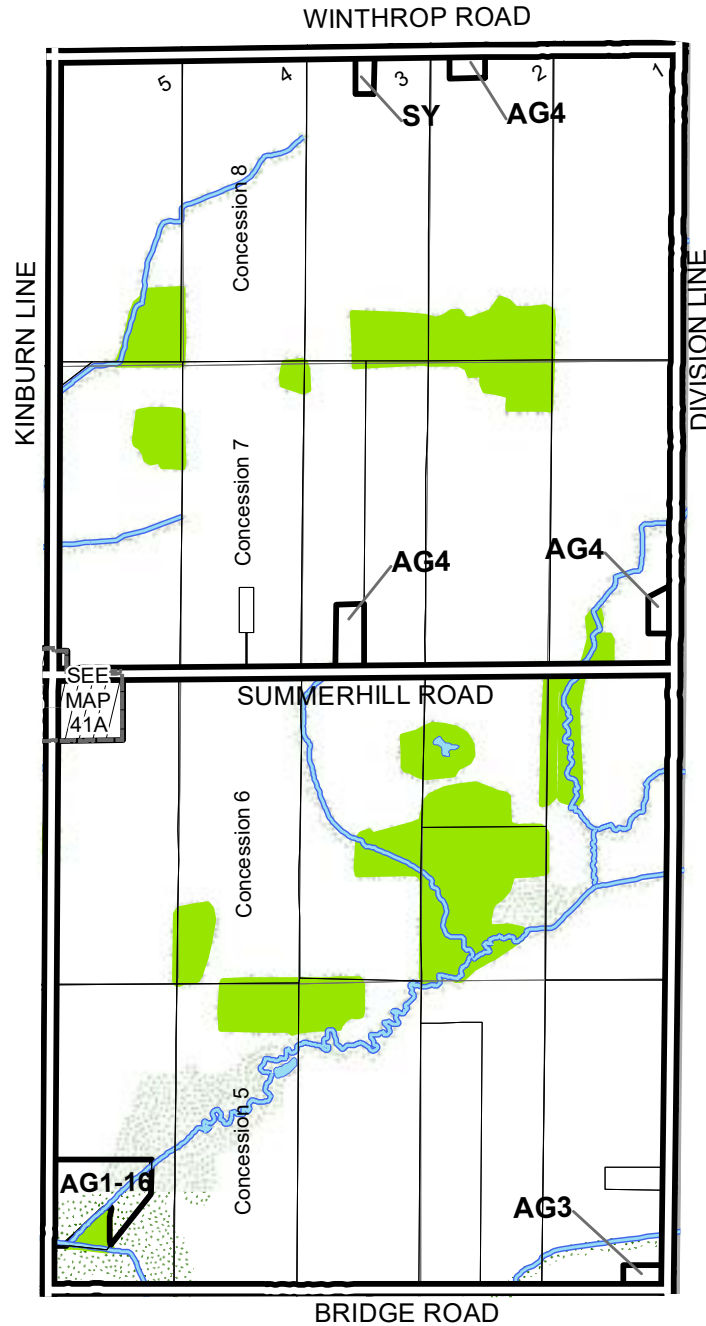 WINTHROP ROAD
5
4
3
2
1
SY
AG4
Concession 8
KINBURN LINE
DIVISION LINE
Concession 7
AG4
AG4
SEE
MAP
41A
SUMMERHILL ROAD
Concession 6
Concession 5
AG1-16
AG3
BRIDGE ROAD